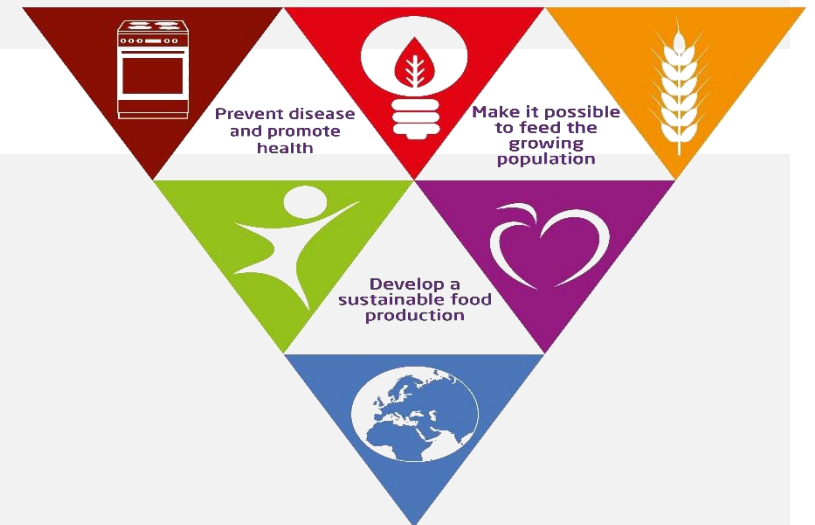 Prevent disease
and promote
health
Make it possible
to feed the
growing
population
Develop a
sustainable food
production